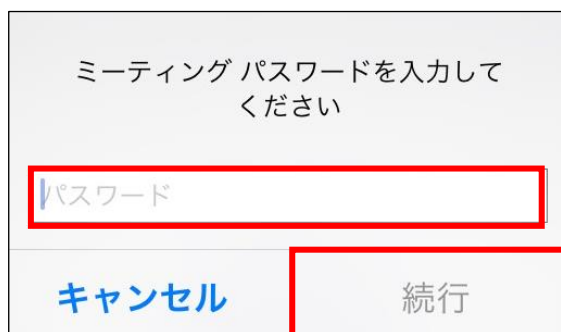 ミーティング パスワードを入力して
ください
パスワード
キャンセル
続行